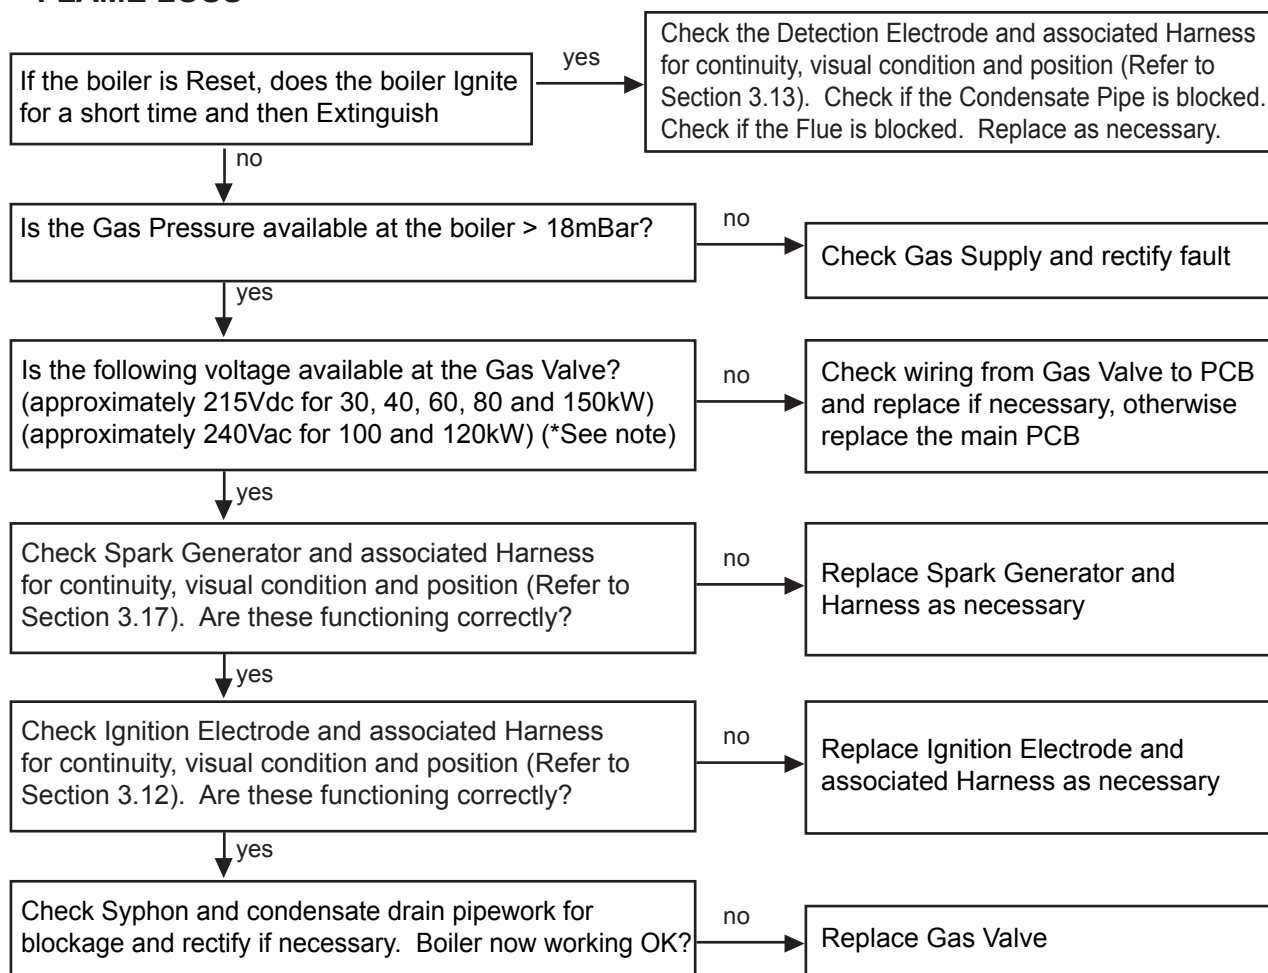 FLAME LOSS
If the boiler is Reset, does the boiler Ignite
for a short time and then Extinguish
yes
Check the Detection Electrode and associated Harness
for continuity, visual condition and position (Refer to
Section 3.13).  Check if the Condensate Pipe is blocked.
Check if the Flue is blocked.  Replace as necessary.
no
Is the Gas Pressure available at the boiler > 18mBar?
no
Check Gas Supply and rectify fault
yes
Is the following voltage available at the Gas Valve?
(approximately 215Vdc for 30, 40, 60, 80 and 150kW)
(approximately 240Vac for 100 and 120kW) (*See note)
no
Check wiring from Gas Valve to PCB
and replace if necessary, otherwise
replace the main PCB
yes
Check Spark Generator and associated Harness
for continuity, visual condition and position (Refer to
Section 3.17).  Are these functioning correctly?
no
Replace Spark Generator and
Harness as necessary
yes
Check Ignition Electrode and associated Harness
for continuity, visual condition and position (Refer to
Section 3.12).  Are these functioning correctly?
no
Replace Ignition Electrode and
associated Harness as necessary
yes
Check Syphon and condensate drain pipework for
blockage and rectify if necessary.  Boiler now working OK?
no
Replace Gas Valve